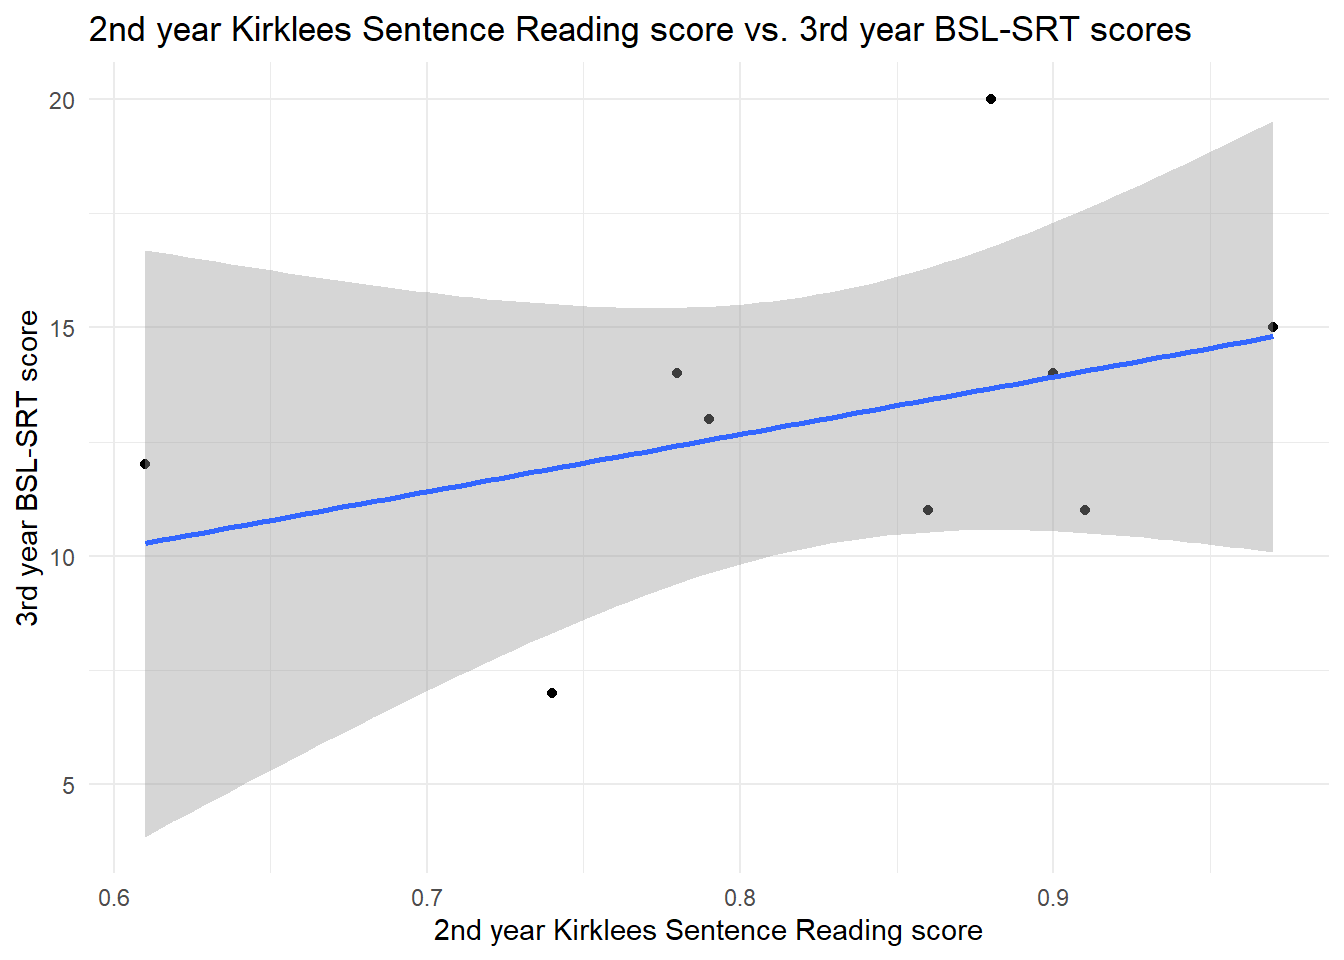 2nd year Kirklees Sentence Reading score vs. 3rd year BSL-SRT scores
20
15
10
5
3rd year BSL-SRT score
0.6 0.7 0.8 0.9
2nd year Kirklees Sentence Reading score